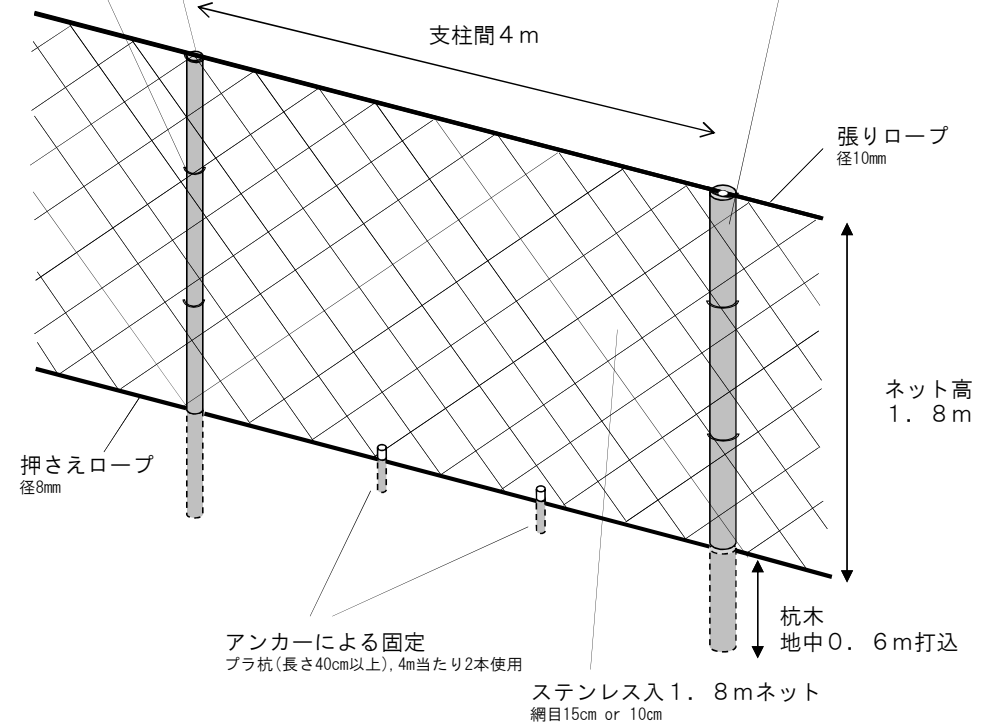 支柱間４ｍ
張りロープ
径10mm
ネット高
１．８ｍ
押さえロープ
径8mm
杭木
地中０．６ｍ打込
アンカーによる固定
プラ杭(長さ40cm以上),4m当たり2本使用
ステンレス入１．８ｍネット
網目15cm or 10cm